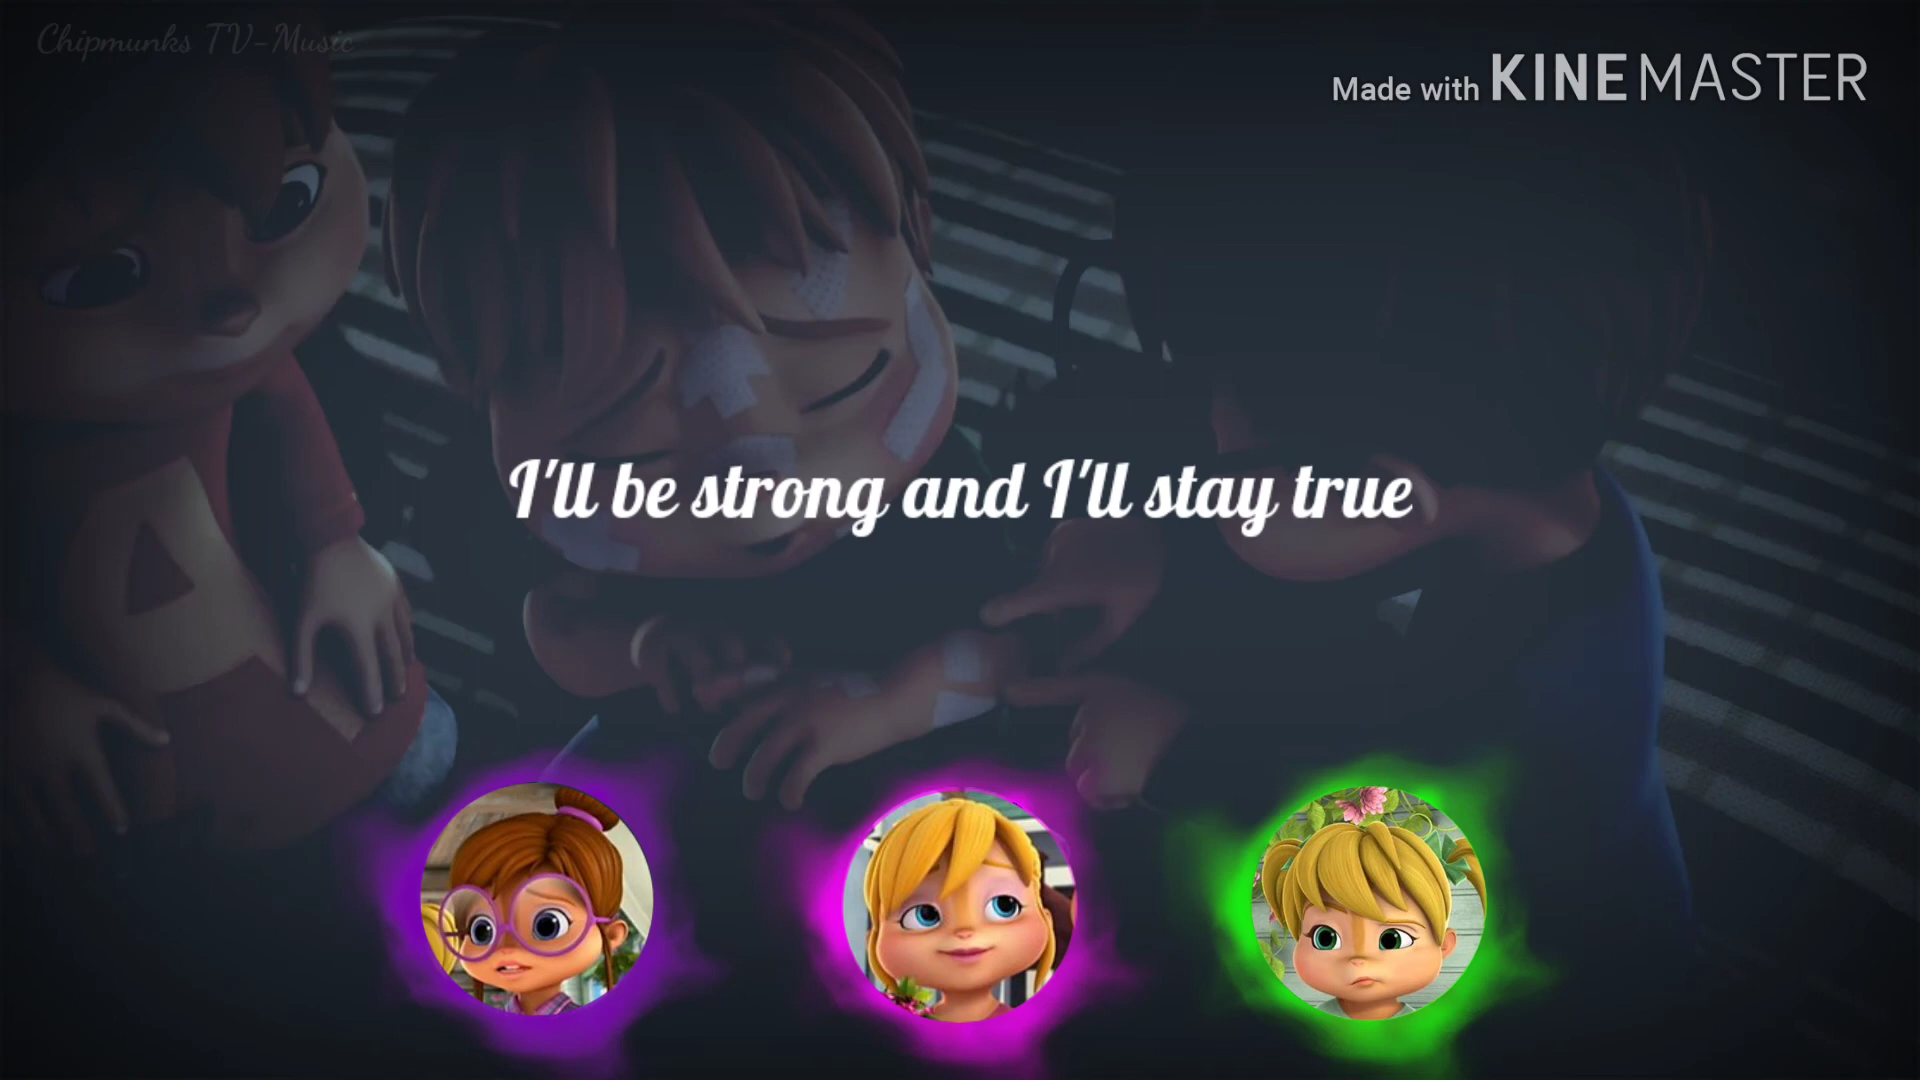 Chipmunks TV-Music
Made with KINEMASTER
I'll be strong and I'll stay true